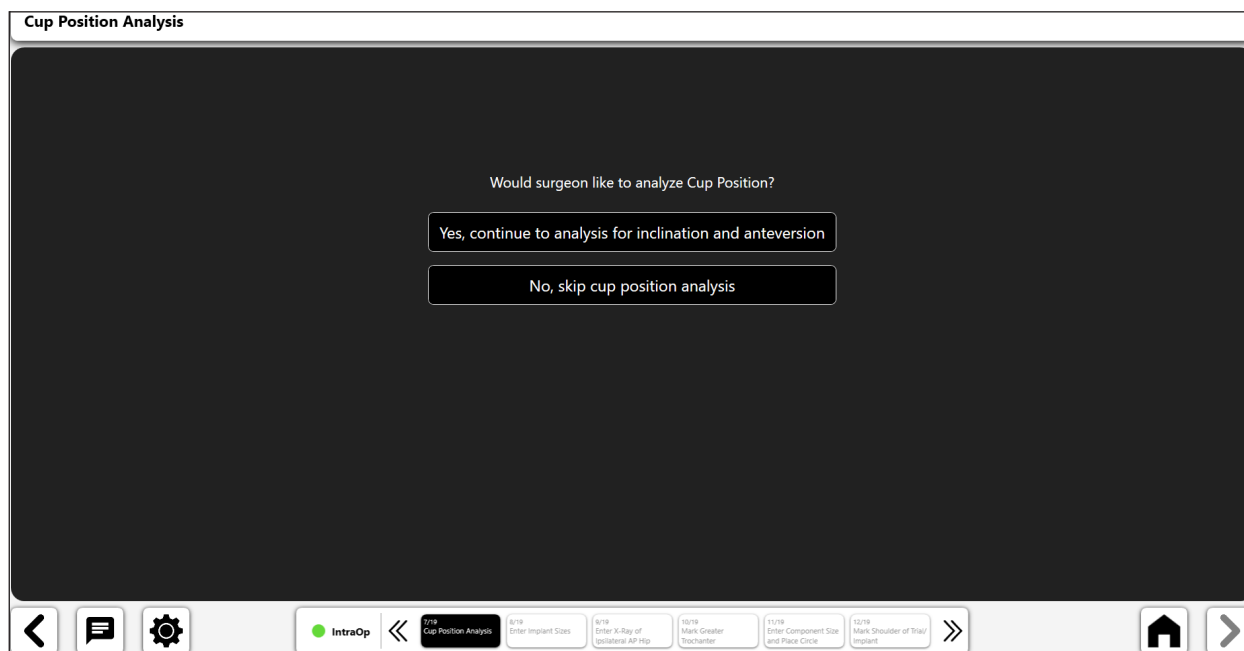 Cup Position Analysis
Would surgeon like to analyze Cup Position?
Yes, continue to analysis for inclination and anteversion
No, skip cup position analysis
IntraOp
7/19
Cup Position Analysis
8/19
Enter Implant Sizes
9/19
Enter X-Ray of
Ipsilateral AP Hip
10/19
Mark Greater
Trochanter
11/19
Enter Component Size
and Place Circle
12/19
Mark Shoulder of Trial/
Implant